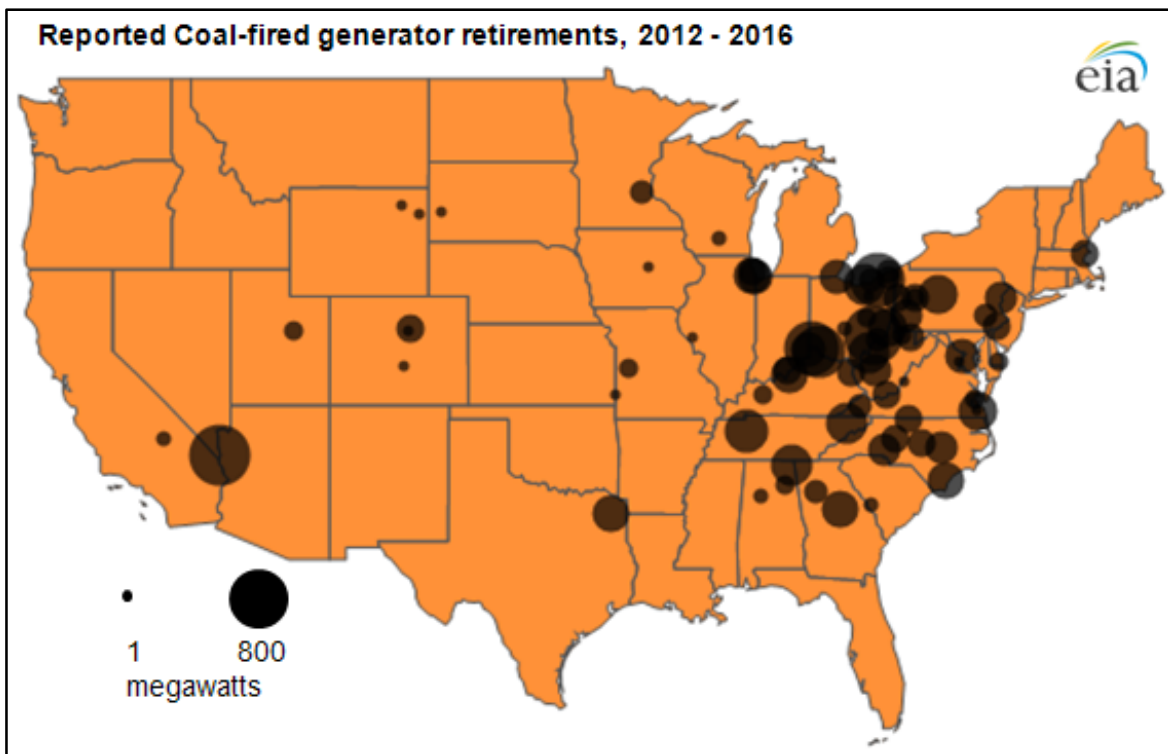 Reported Coal-fired generator retirements, 2012 - 2016
eia
1 800
megawatts